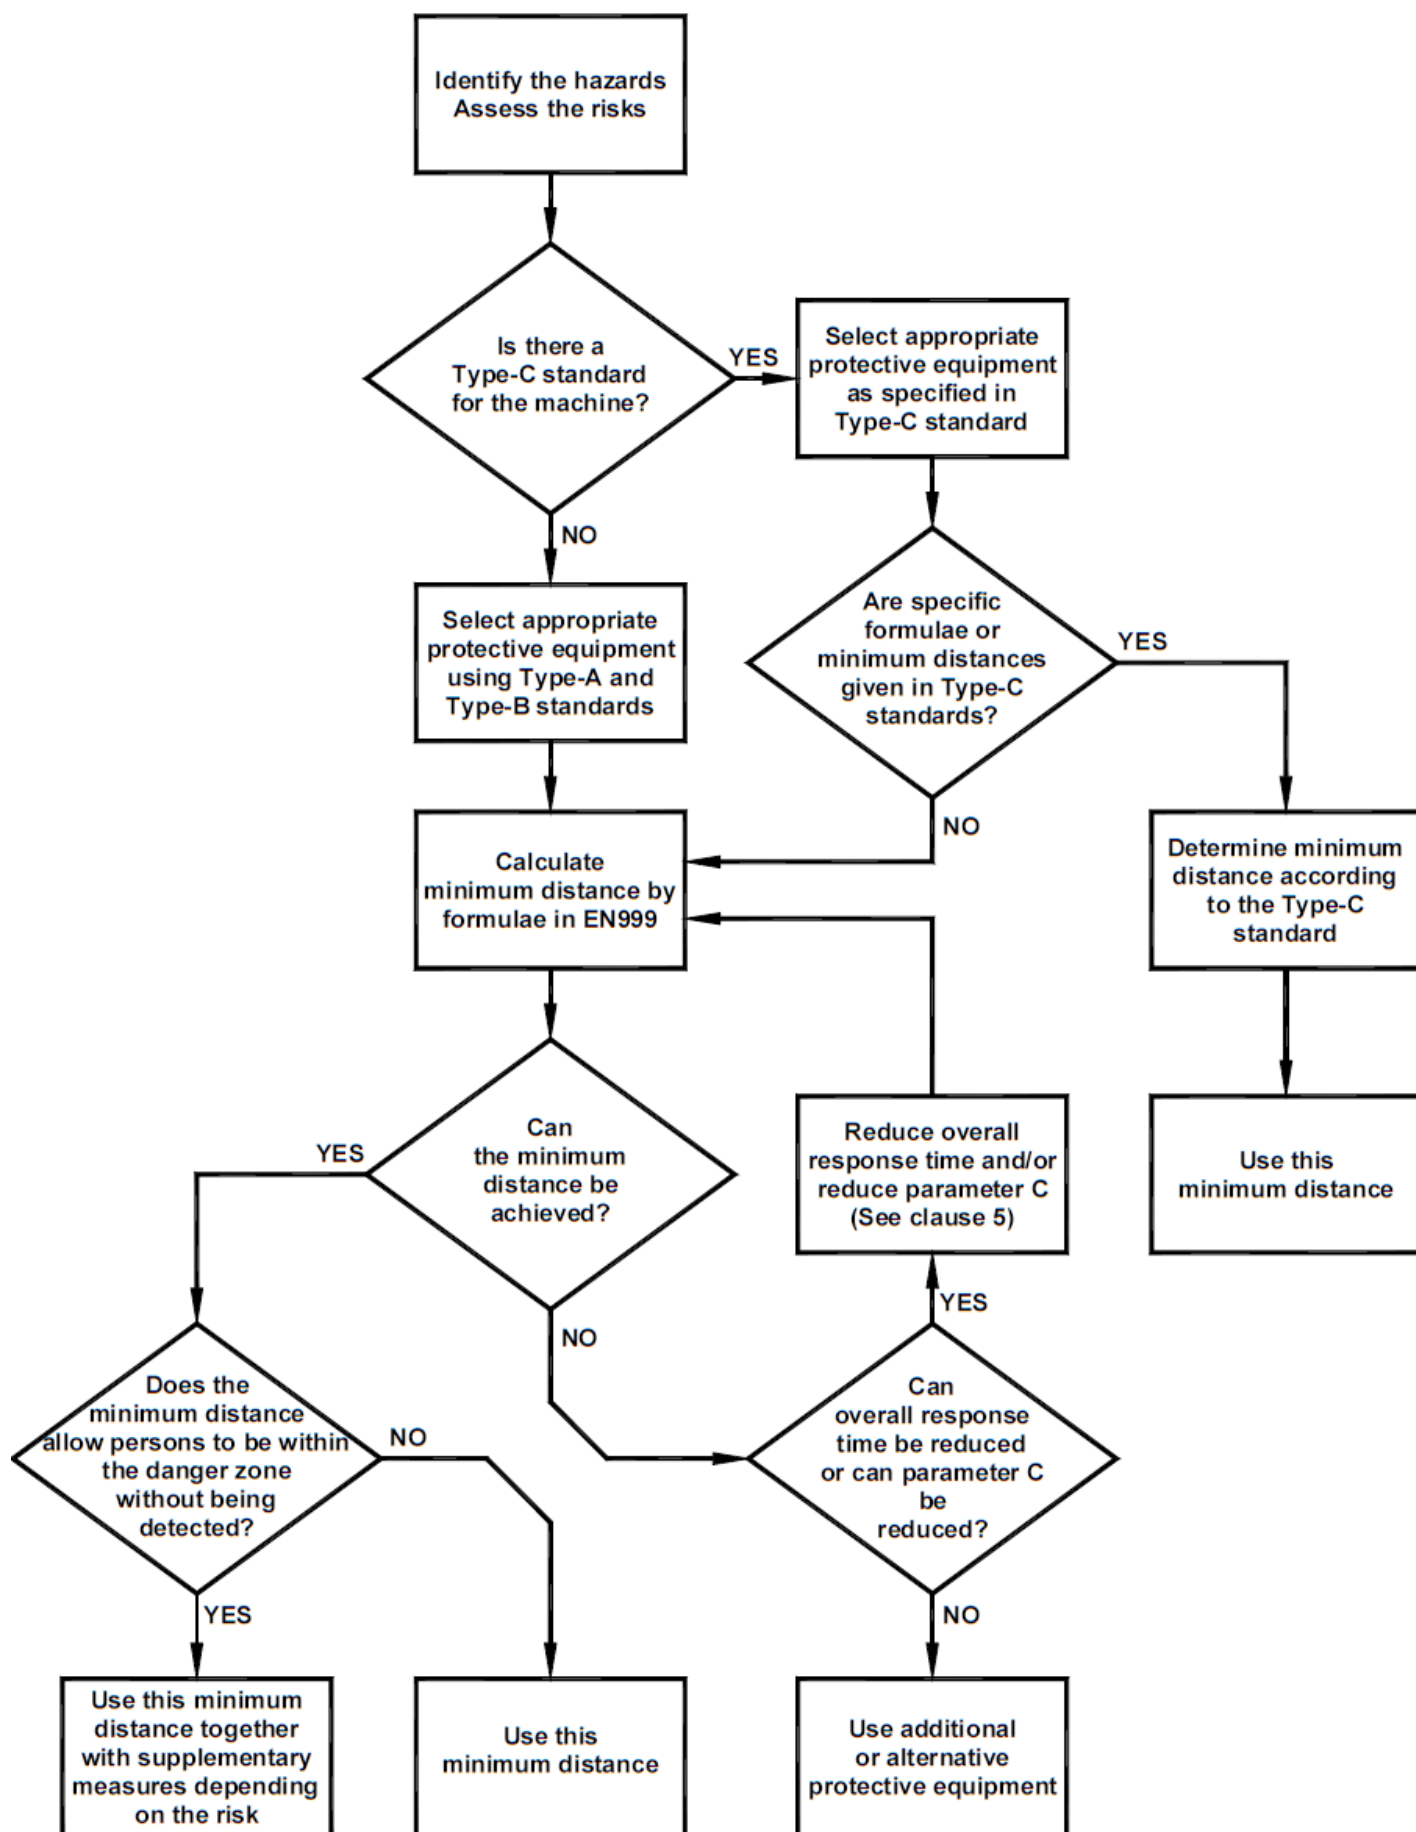 Identify the hazards
Assess the risks
Is there a
Type-C standard
for the machine?
YES
Select appropriate
protective equipment
as specified in
Type-C standard
NO
Select appropriate
protective equipment
using Type-A and
Type-B standards
Are specific
formulae or
minimum distances
given in Type-C
standards?
YES
NO
Calculate
minimum distance by
formulae in EN999
Determine minimum
distance according
to the Type-C
standard
Can
the minimum
distance be
achieved?
YES
NO
Reduce overall
response time and/or
reduce parameter C
(See clause 5)
Use this
minimum distance
YES
Does the
minimum distance
allow persons to be within
the danger zone
without being
detected?
NO
Can
overall response
time be reduced
or can parameter C
be
reduced?
YES
NO
Use this minimum
distance together
with supplementary
measures depending
on the risk
Use this
minimum distance
Use additional
or alternative
protective equipment